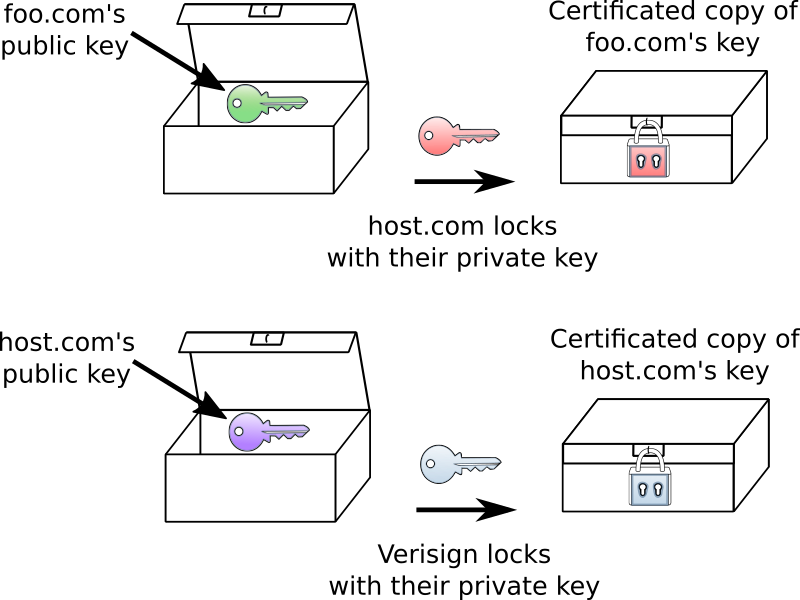 foo.com's
public key
Certificated copy of
foo.com's key
host.com locks
with their private key
host.com's
public key
Certificated copy of
host.com's key
Verisign locks
with their private key